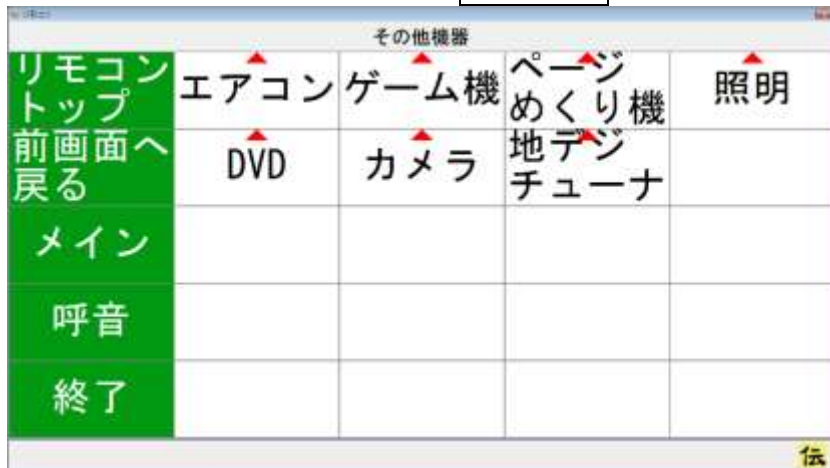 その他機器
リモコン
トップ
エアコン
ゲーム機
ページ
めくり機
照明
前画面へ
戻る
DVD
カメラ
地デジ
チューナ
メイン
呼音
終了
伝